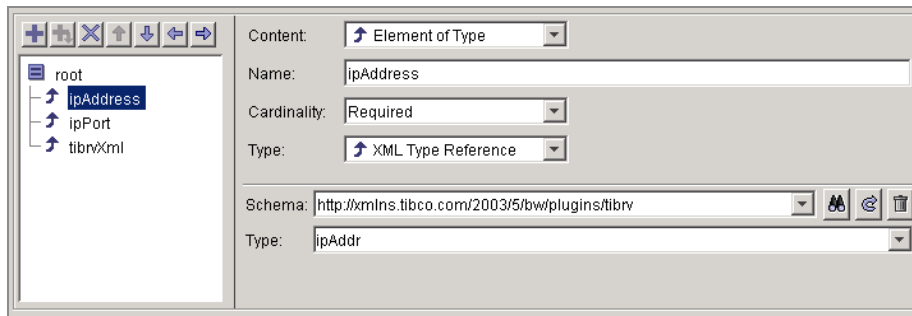 Content: Element of Type
root
Name: ipAddress
ipAddress
ipPort
Cardinality: Required
tibrvXml
Type: XML Type Reference
Schema: http://xmlns.tibco.com/2003/5/bw/plugins/tibrv
Type: ipAddr